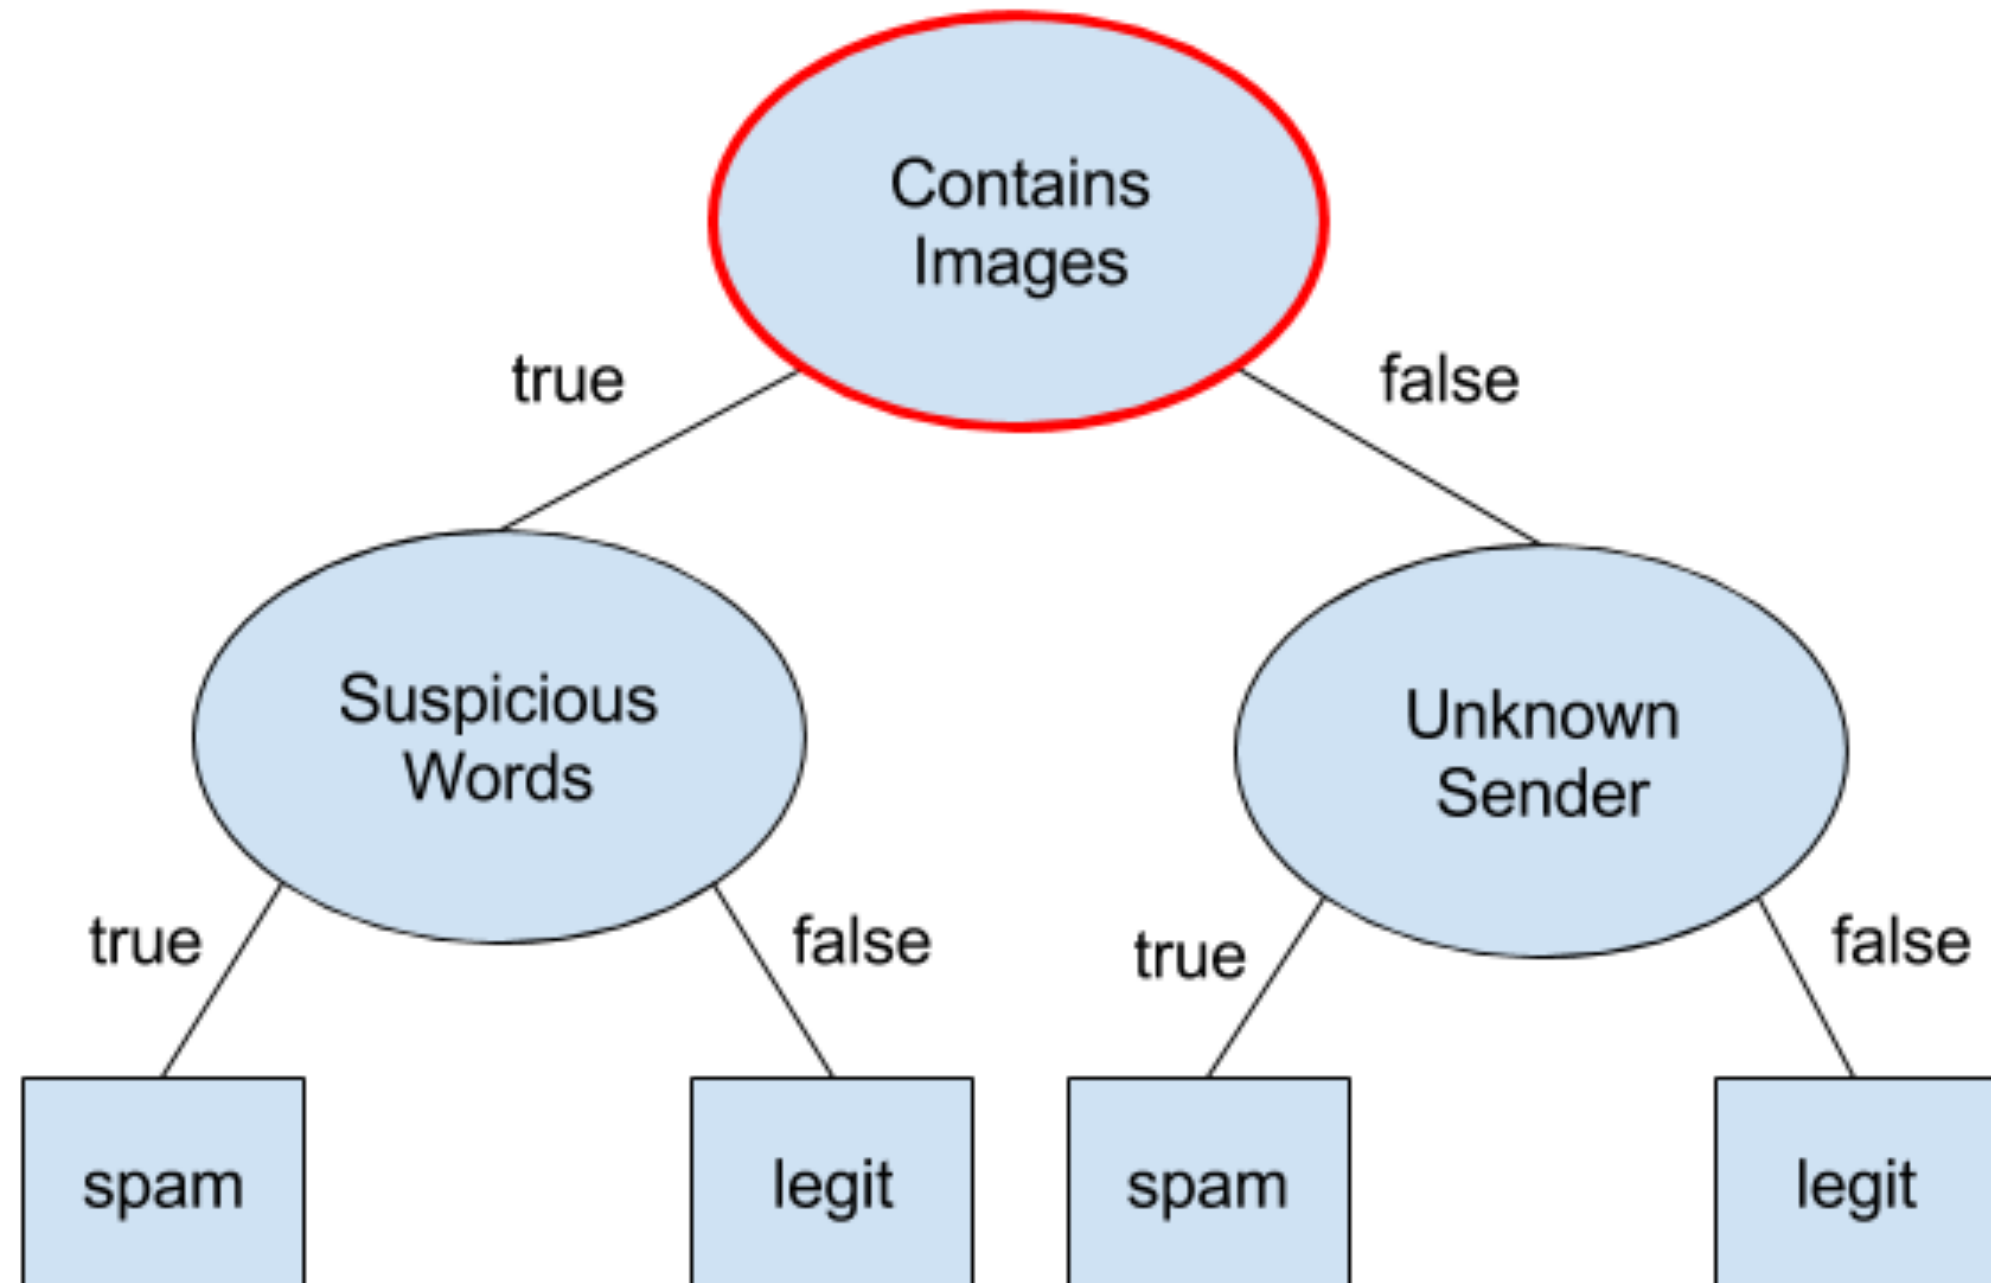 Contains
Images
true
false
Suspicious
Words
Unknown
Sender
true
false
true
false
spam
legit
spam
legit